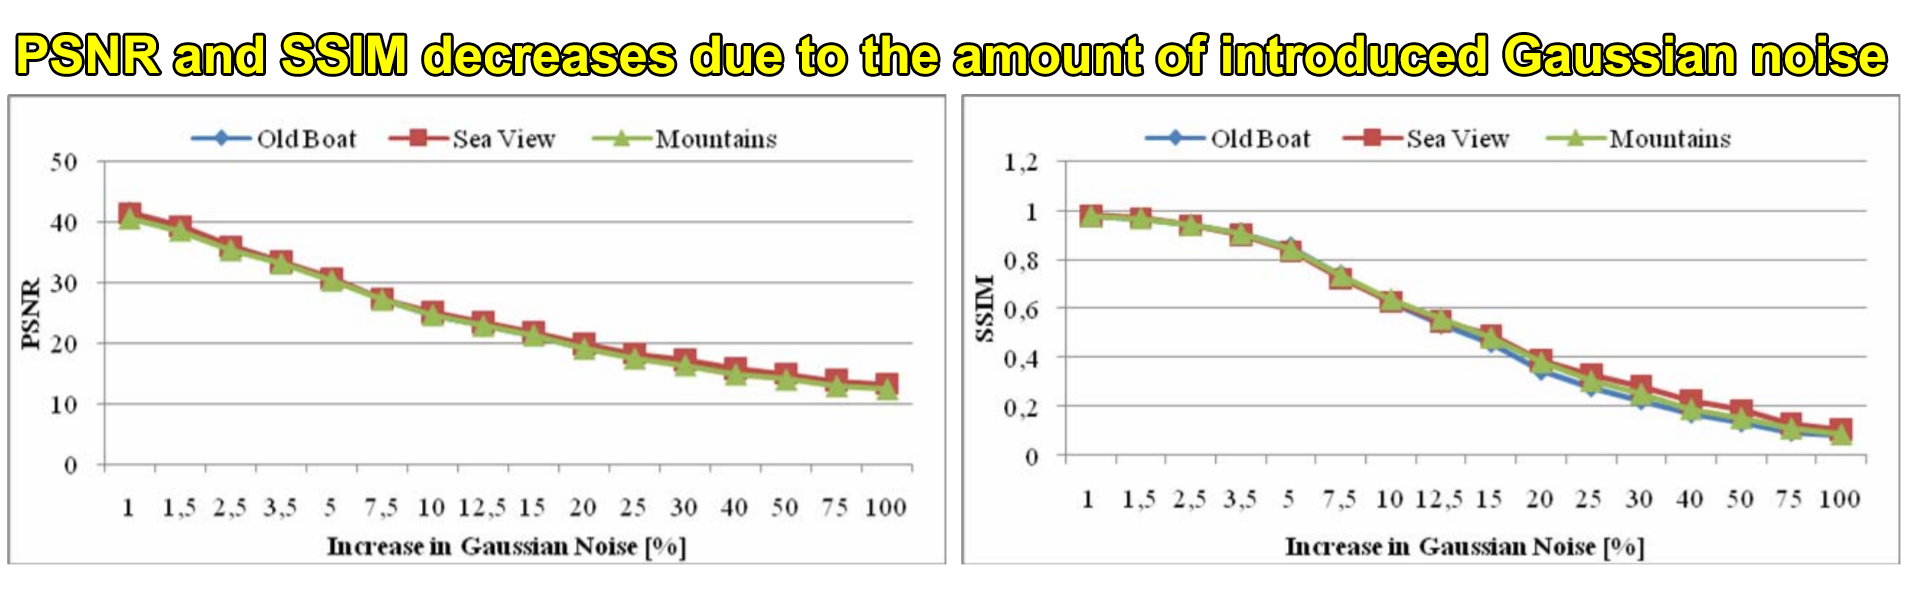 PSNR and SSIM decreases due to the amount of introduced Gaussian noise
Old Boat Sea View Mountains
50
40
30
20
10
0
PSNR
1 1,5 2,5 3,5 5 7,5 10 12,5 15 20 25 30 40 50 75 100
Increase in Gaussian Noise [%]
Old Boat Sea View Mountains
1,2
1
0,8
0,6
0,4
0,2
0
SSIM
1 1,5 2,5 3,5 5 7,5 10 12,5 15 20 25 30 40 50 75 100
Increase in Gaussian Noise [%]